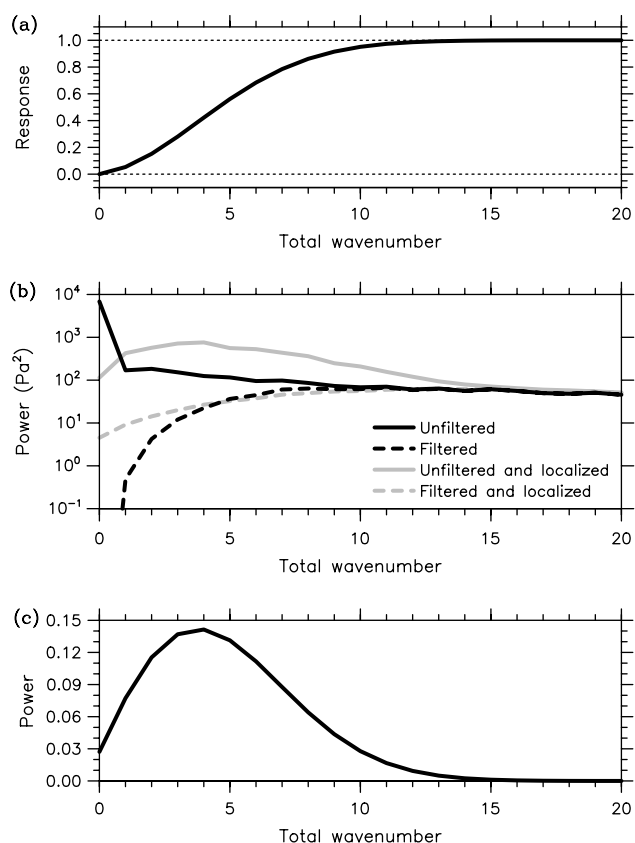 (a)
1.0
0.8
0.6
0.4
0.2
0.0
Response
0 5 10 15 20
Total wavenumber
(b)
10⁴
10³
10²
10¹
10⁰
10⁻¹
Power (Pa²)
Unfiltered
Filtered
Unfiltered and localized
Filtered and localized
0 5 10 15 20
Total wavenumber
(c)
0.15
0.12
0.09
0.06
0.03
0.00
Power
0 5 10 15 20
Total wavenumber